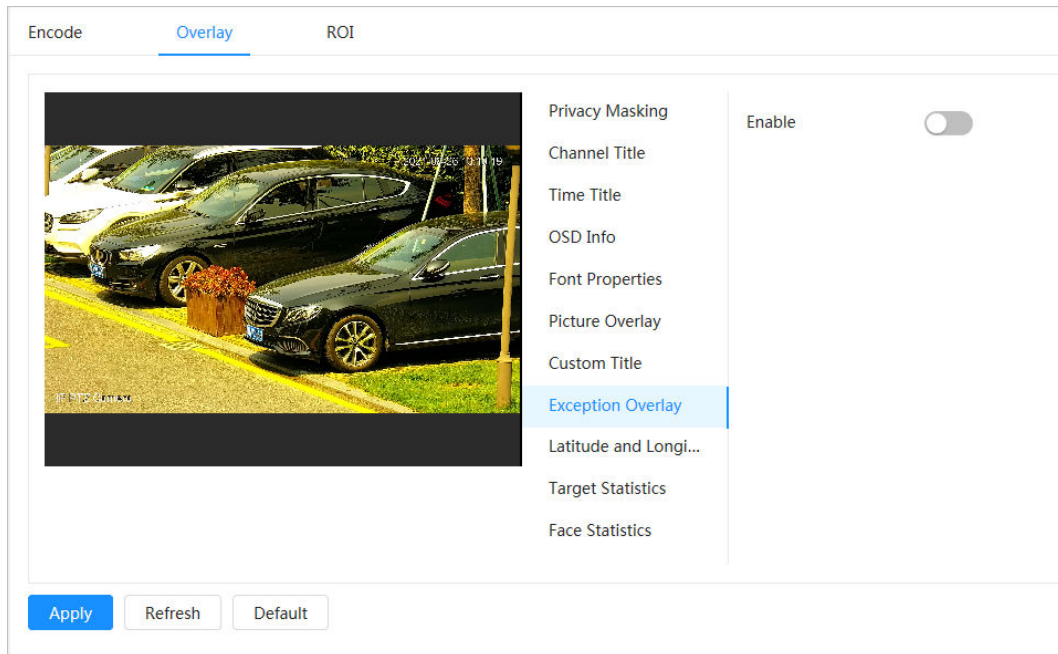 Encode Overlay ROI
Privacy Masking
Enable
Channel Title
Time Title
OSD Info
Font Properties
Picture Overlay
Custom Title
Exception Overlay
Latitude and Longi...
Target Statistics
Face Statistics
Apply Refresh Default